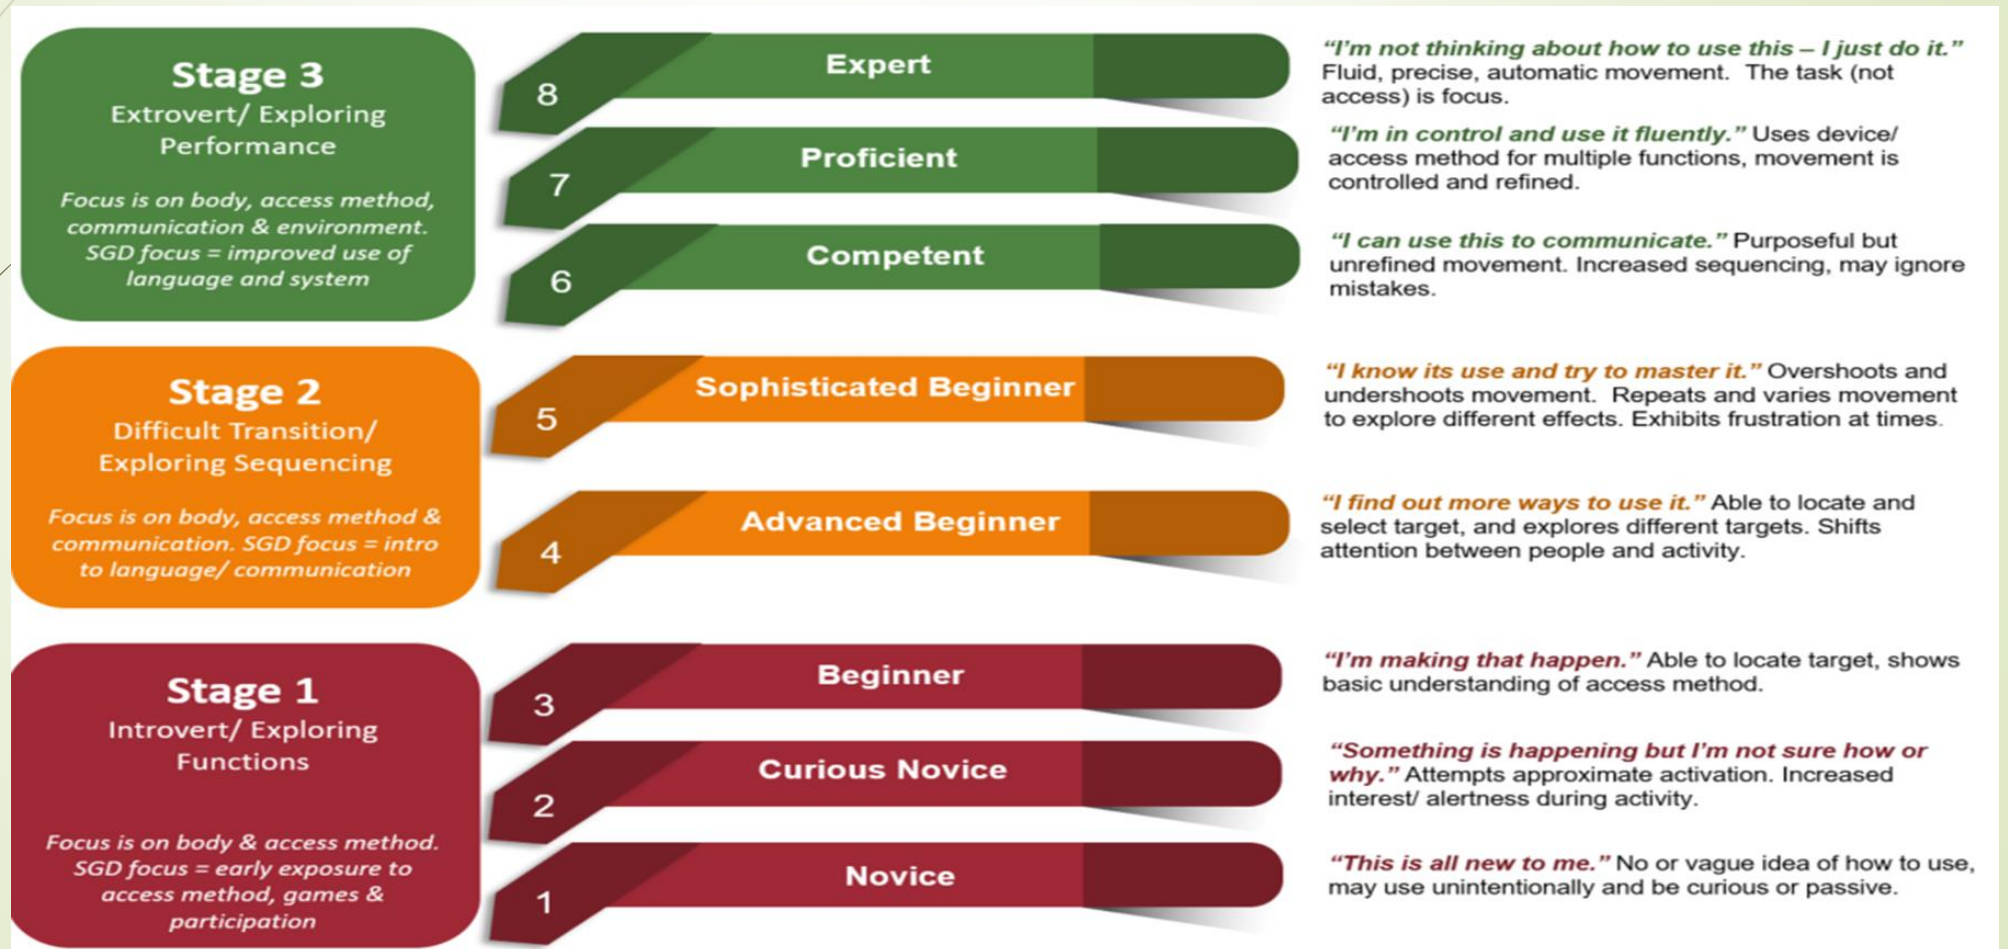 Stage 3
Extrovert/ Exploring
Performance
Focus is on body, access method,
communication & environment.
SGD focus = improved use of
language and system
8
Expert
“I’m not thinking about how to use this – I just do it.”
Fluid, precise, automatic movement. The task (not
access) is focus.
7
Proficient
“I’m in control and use it fluently.” Uses device/
access method for multiple functions, movement is
controlled and refined.
6
Competent
“I can use this to communicate.” Purposeful but
unrefined movement. Increased sequencing, may ignore
mistakes.
Stage 2
Difficult Transition/
Exploring Sequencing
Focus is on body, access method &
communication. SGD focus = intro
to language/ communication
5
Sophisticated Beginner
“I know its use and try to master it.” Overshoots and
undershoots movement. Repeats and varies movement
to explore different effects. Exhibits frustration at times.
4
Advanced Beginner
“I find out more ways to use it.” Able to locate and
select target, and explores different targets. Shifts
attention between people and activity.
Stage 1
Introvert/ Exploring
Functions
Focus is on body & access method.
SGD focus = early exposure to
access method, games &
participation
3
Beginner
“I’m making that happen.” Able to locate target, shows
basic understanding of access method.
2
Curious Novice
“Something is happening but I’m not sure how or
why.” Attempts approximate activation. Increased
interest/ alertness during activity.
1
Novice
“This is all new to me.” No or vague idea of how to use,
may use unintentionally and be curious or passive.